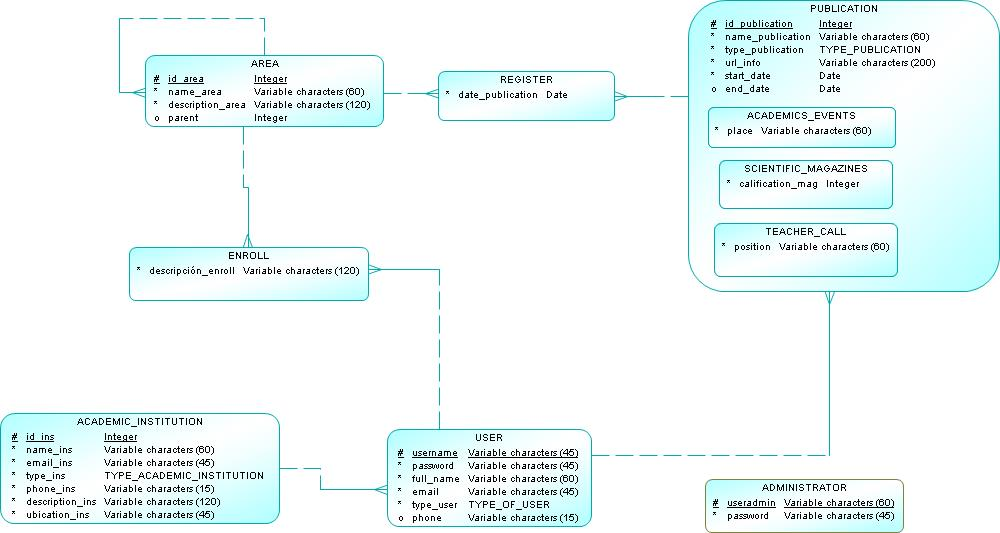 AREA
# id_area Integer
* name_area Variable characters (60)
* description_area Variable characters (120)
o parent Integer
REGISTER
* date_publication Date
PUBLICATION
# id_publication Integer
* name_publication Variable characters (60)
* type_publication TYPE_PUBLICATION
* url_info Variable characters (200)
* start_date Date
o end_date Date
ACADEMICS_EVENTS
* place Variable characters (60)
SCIENTIFIC_MAGAZINES
* calification_mag Integer
TEACHER_CALL
* position Variable characters (60)
ENROLL
* descripción_enroll Variable characters (120)
ACADEMIC_INSTITUTION
# id_ins Integer
* name_ins Variable characters (60)
* email_ins Variable characters (45)
* type_ins TYPE_ACADEMIC_INSTITUTION
* phone_ins Variable characters (15)
* description_ins Variable characters (120)
* ubication_ins Variable characters (45)
USER
# username Variable characters (45)
* password Variable characters (45)
* full_name Variable characters (60)
* email Variable characters (45)
* type_user TYPE_OF_USER
o phone Variable characters (15)
ADMINISTRATOR
# useradmin Variable characters (60)
* password Variable characters (45)